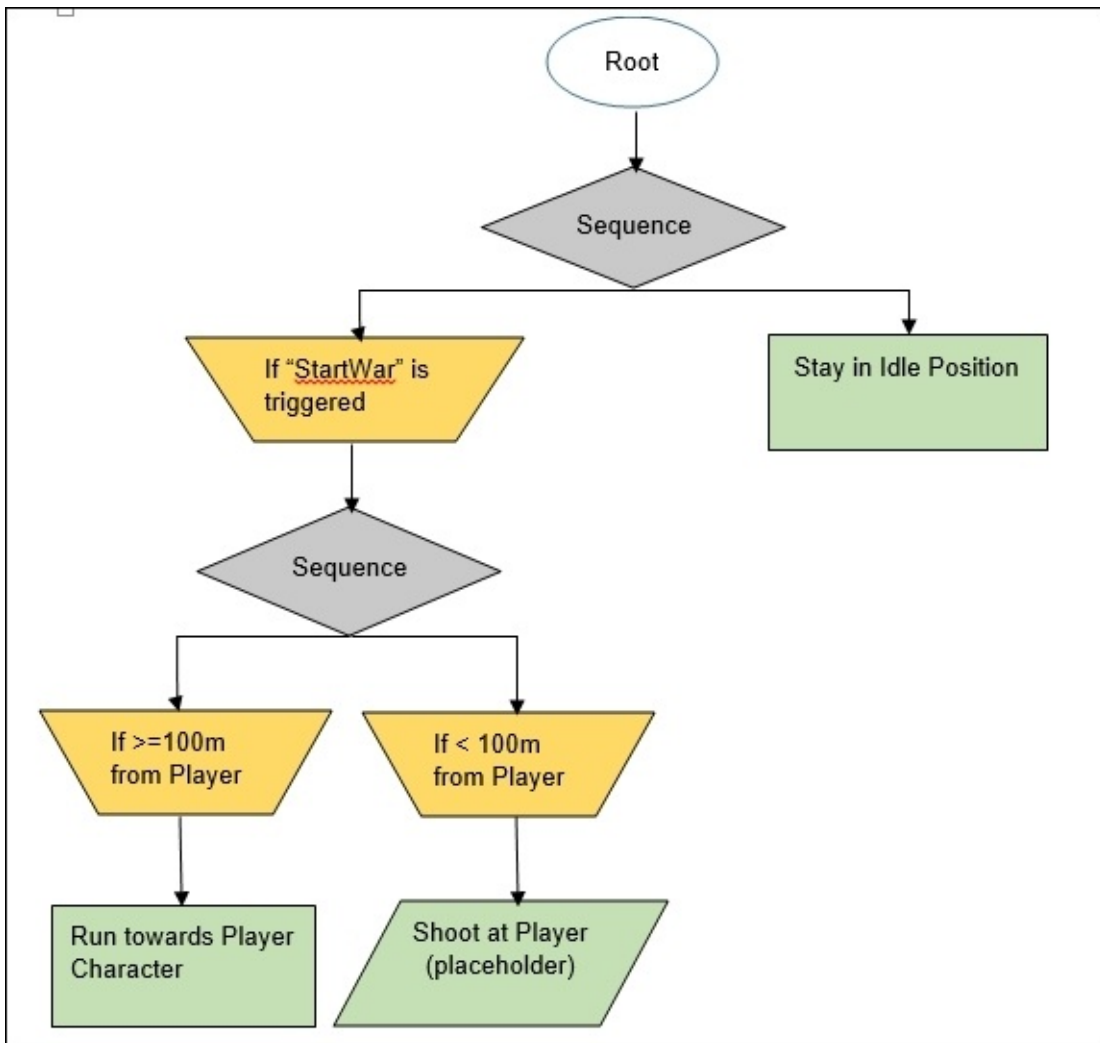 Root
Sequence
If “StartWar” is
triggered
Stay in Idle Position
Sequence
If >=100m
from Player
If < 100m
from Player
Run towards Player
Character
Shoot at Player
(placeholder)